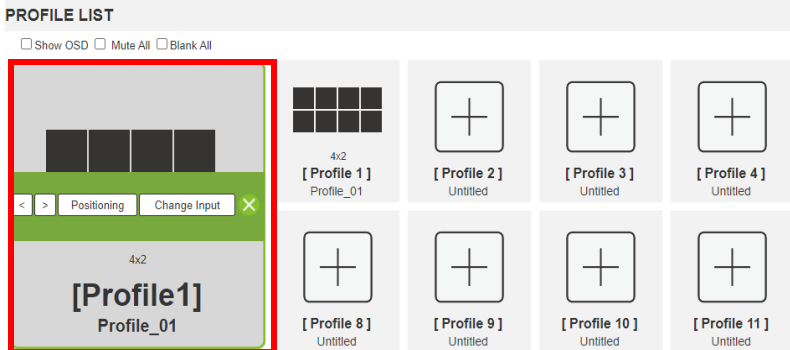 PROFILE LIST
Show OSD Mute All Blank All
< > Positioning Change Input
4x2
[Profile1]
Profile_01
4x2
[ Profile 1 ]
Profile_01
[ Profile 2 ]
Untitled
[ Profile 3 ]
Untitled
[ Profile 4 ]
Untitled
[ Profile 8 ]
Untitled
[ Profile 9 ]
Untitled
[ Profile 10 ]
Untitled
[ Profile 11 ]
Untitled